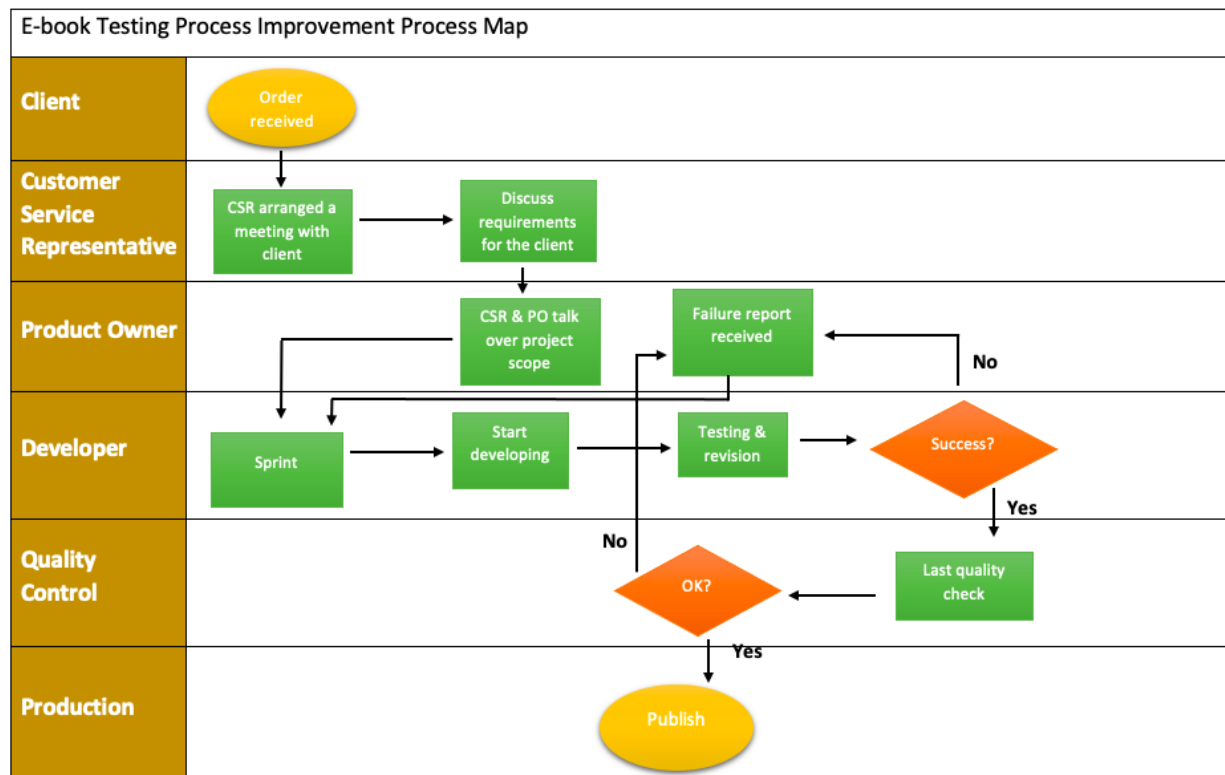 E-book Testing Process Improvement Process Map
Client
Order
received
Customer
Service
Representative
CSR arranged a
meeting with
client
Discuss
requirements
for the client
Product Owner
CSR & PO talk
over project
scope
Failure report
received
No
Developer
Sprint
Start
developing
Testing &
revision
Success?
Yes
Quality
Control
No
OK?
Last quality
check
Yes
Production
Publish